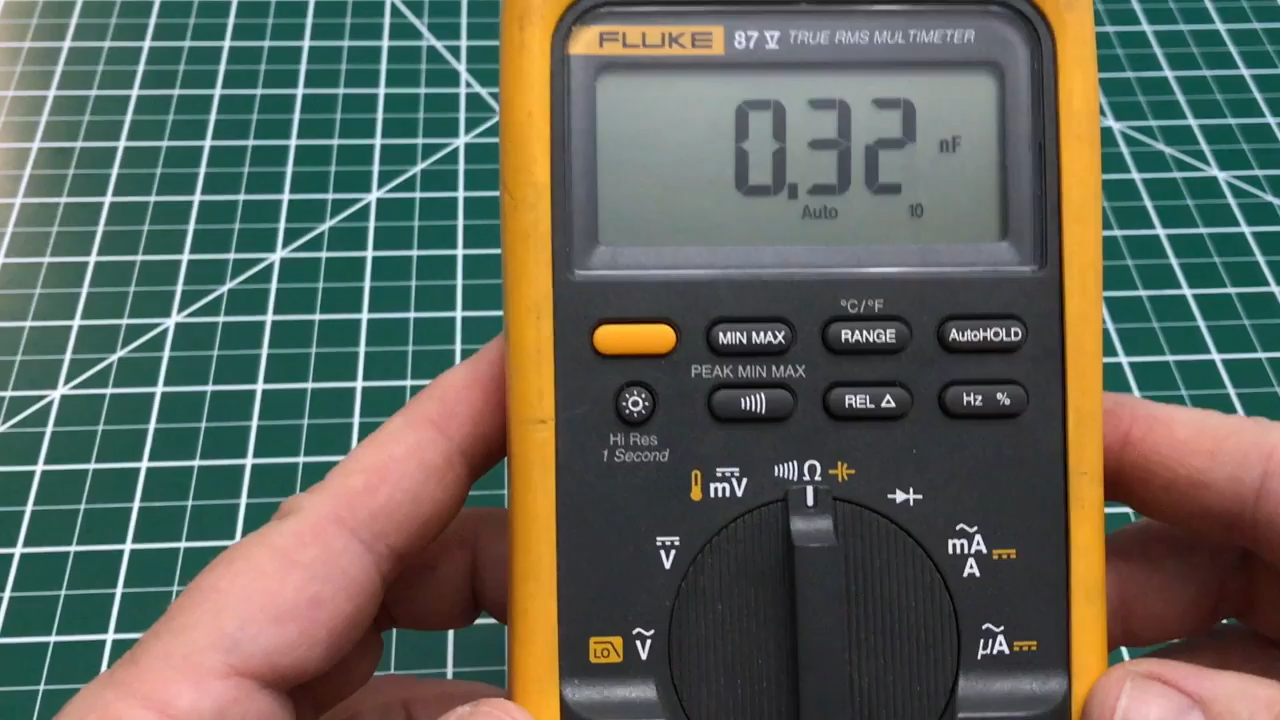 FLUKE 87 V TRUE RMS MULTIMETER
0.32 nF
Auto 10
°C/°F
MIN MAX RANGE AutoHOLD
PEAK MIN MAX
REL Δ Hz %
Hi Res
1 Second
mV Ω
V mA
A
LO V µA